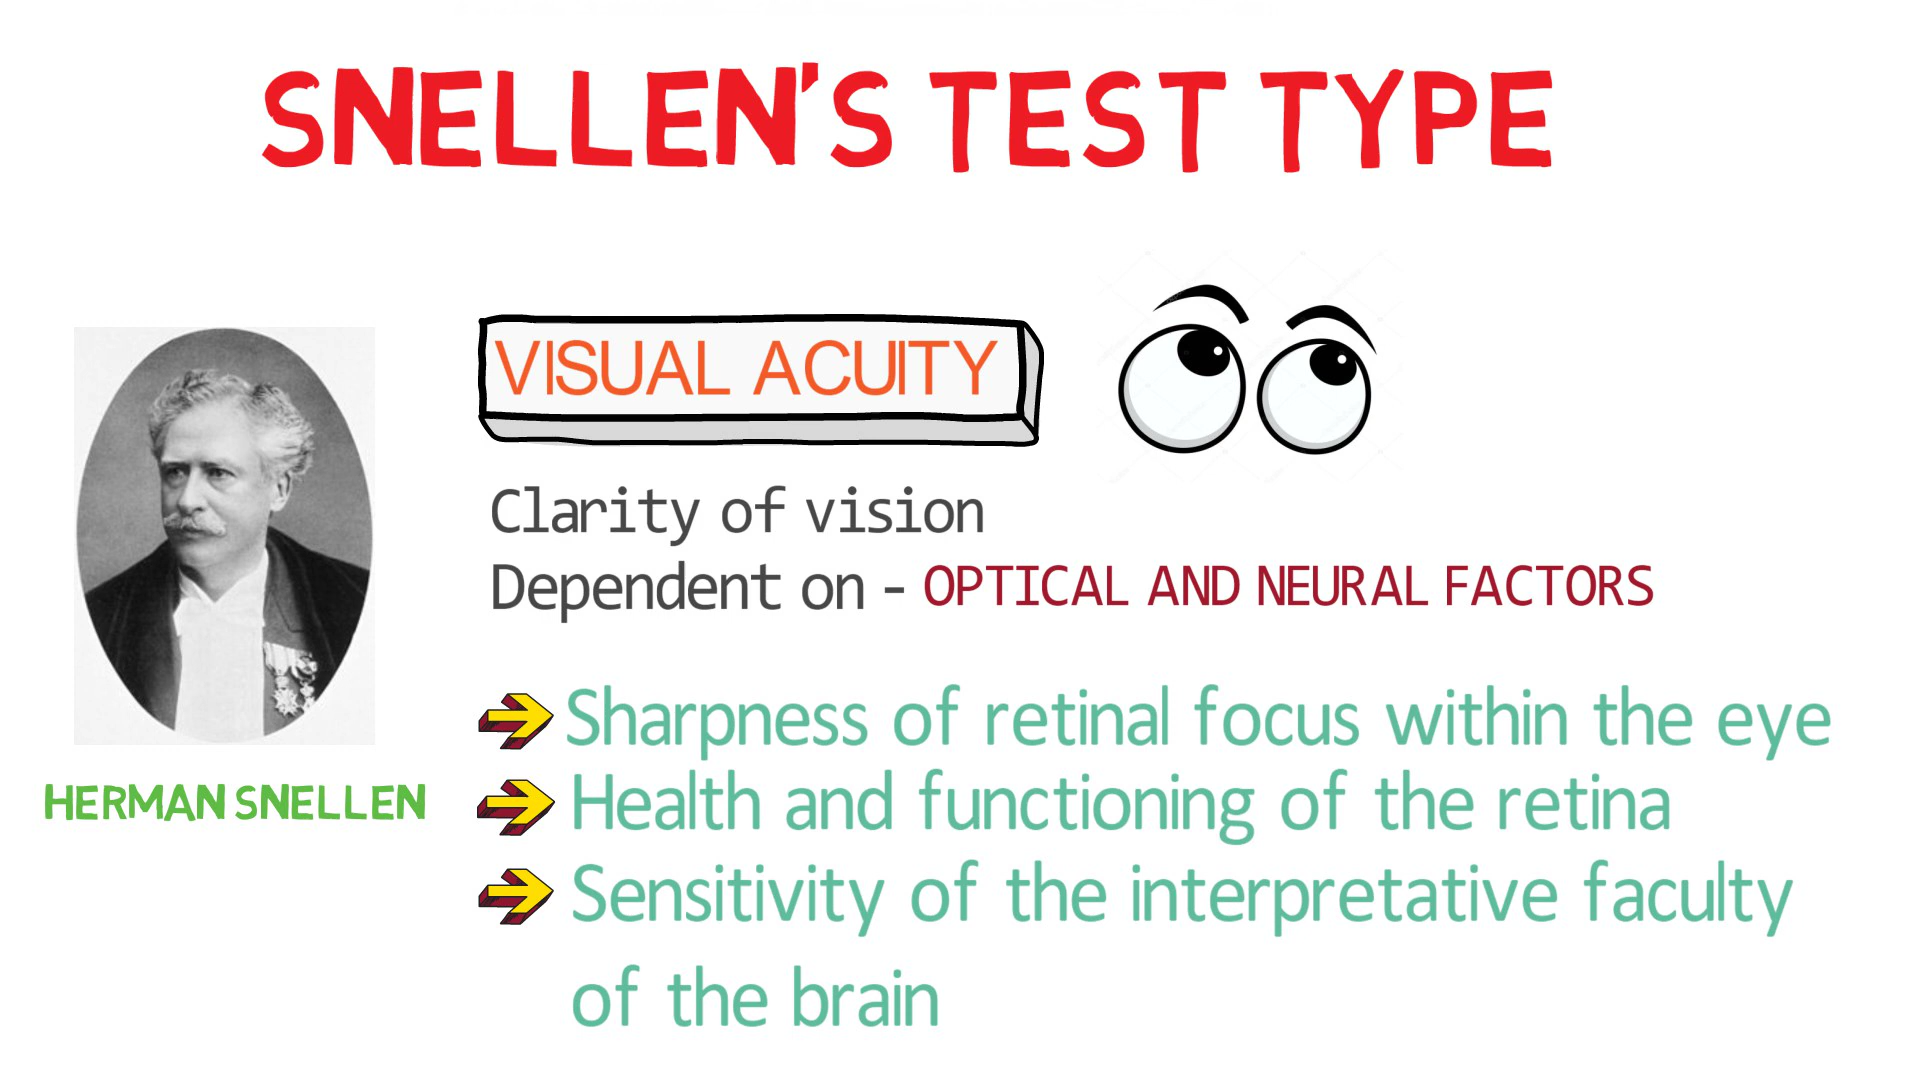 SNELLEN'S TEST TYPE
VISUAL ACUITY
Clarity of vision
Dependent on - OPTICAL AND NEURAL FACTORS
Sharpness of retinal focus within the eye
Health and functioning of the retina
Sensitivity of the interpretative faculty
of the brain
HERMAN SNELLEN